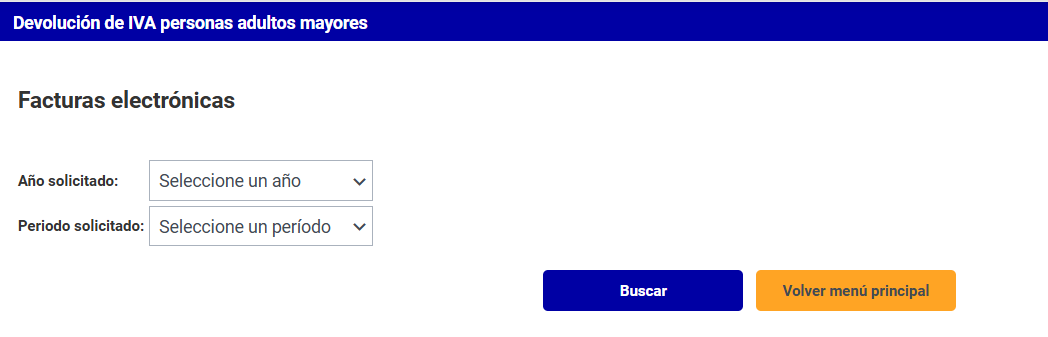 Devolución de IVA personas adultos mayores
Facturas electrónicas
Año solicitado: Seleccione un año
Periodo solicitado: Seleccione un período
Buscar Volver menú principal